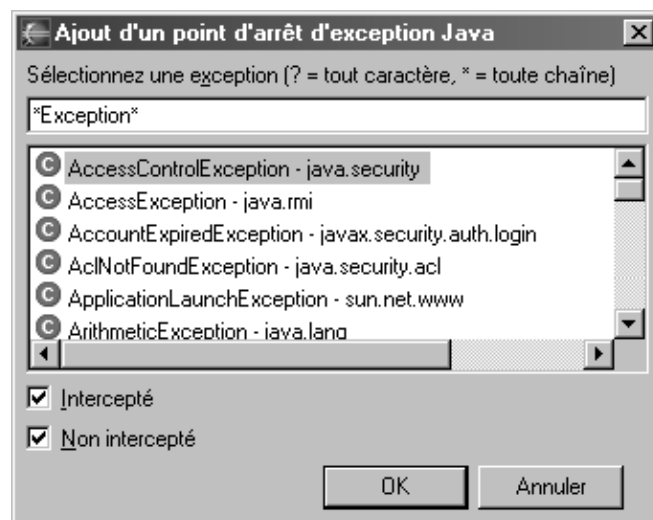 Ajout d'un point d'arrêt d'exception Java
Sélectionnez une exception (? = tout caractère, * = toute chaîne)
*Exception*
AccessControlException - java.security
AccessException - java.rmi
AccountExpiredException - javax.security.auth.login
AclNotFoundException - java.security.acl
ApplicationLaunchException - sun.net.www
ArithmeticException - java.lang
Intercepté
Non intercepté
OK
Annuler